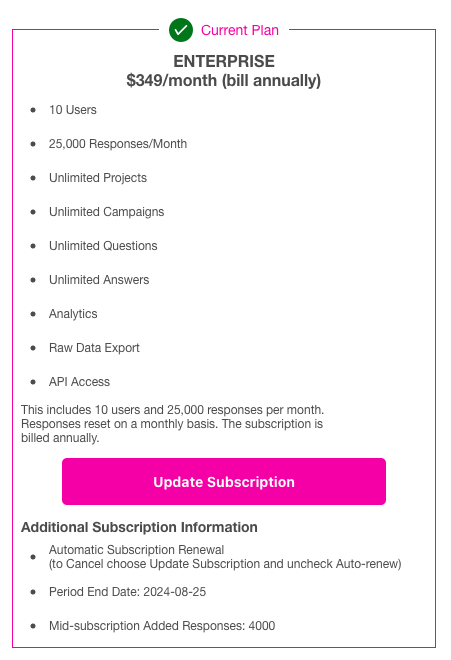 Current Plan
ENTERPRISE
$349/month (bill annually)
10 Users
25,000 Responses/Month
Unlimited Projects
Unlimited Campaigns
Unlimited Questions
Unlimited Answers
Analytics
Raw Data Export
API Access
This includes 10 users and 25,000 responses per month.
Responses reset on a monthly basis. The subscription is
billed annually.
Update Subscription
Additional Subscription Information
Automatic Subscription Renewal
(to Cancel choose Update Subscription and uncheck Auto-renew)
Period End Date: 2024-08-25
Mid-subscription Added Responses: 4000